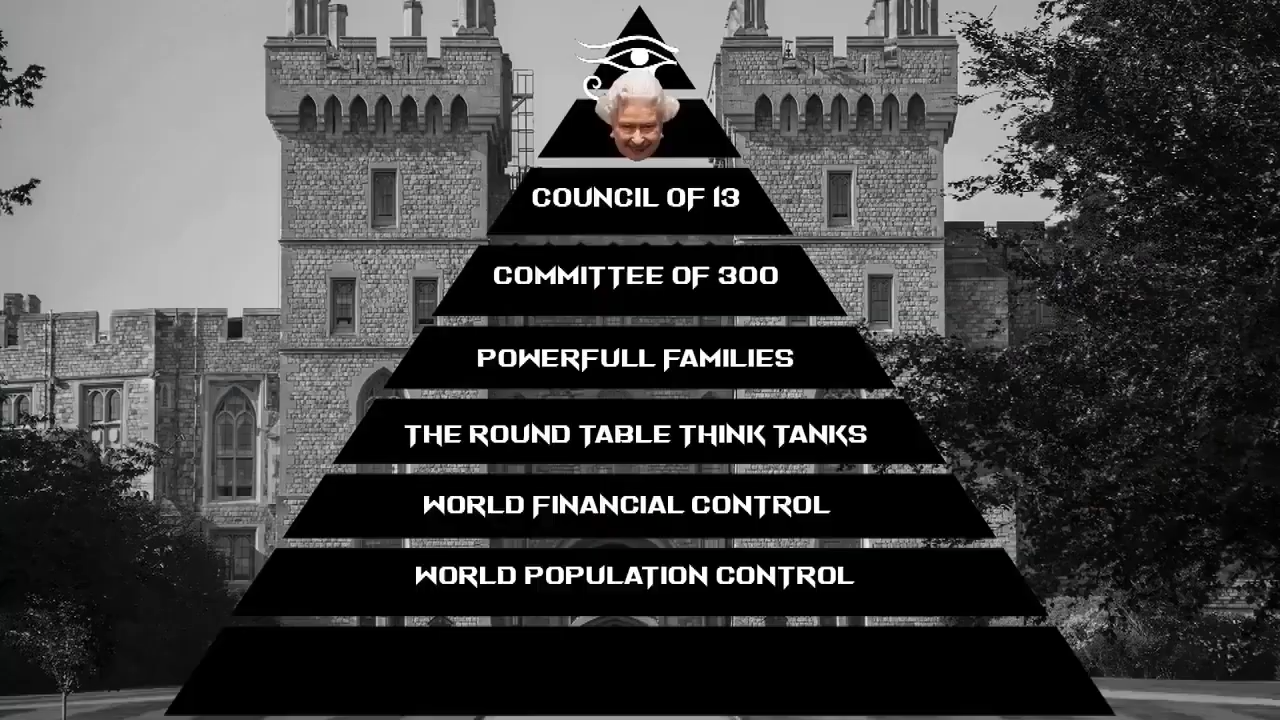 COUNCIL OF 13
COMMITTEE OF 300
POWERFULL FAMILIES
THE ROUND TABLE THINK TANKS
WORLD FINANCIAL CONTROL
WORLD POPULATION CONTROL